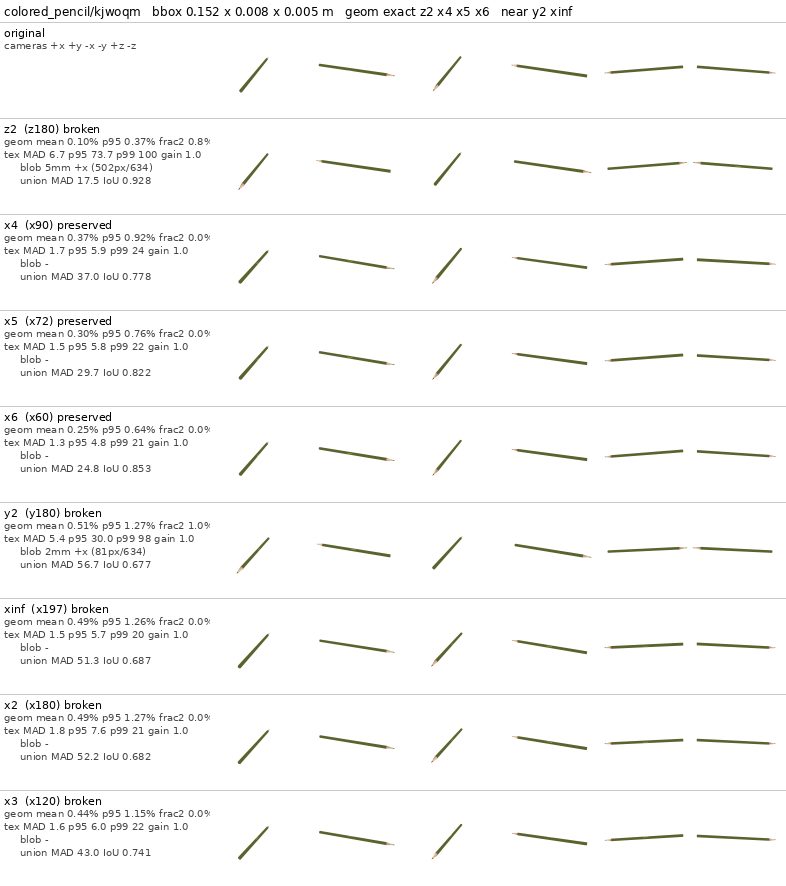 colored_pencil/kjwoqm   bbox 0.152 x 0.008 x 0.005 m   geom exact z2 x4 x5 x6   near y2 xinf
original
cameras +x +y -x -y +z -z
z2  (z180) broken
geom mean 0.10% p95 0.37% frac2 0.8%
tex MAD 6.7 p95 73.7 p99 100 gain 1.0
blob 5mm +x (502px/634)
union MAD 17.5 IoU 0.928
x4  (x90) preserved
geom mean 0.37% p95 0.92% frac2 0.0%
tex MAD 1.7 p95 5.9 p99 24 gain 1.0
blob -
union MAD 37.0 IoU 0.778
x5  (x72) preserved
geom mean 0.30% p95 0.76% frac2 0.0%
tex MAD 1.5 p95 5.8 p99 22 gain 1.0
blob -
union MAD 29.7 IoU 0.822
x6  (x60) preserved
geom mean 0.25% p95 0.64% frac2 0.0%
tex MAD 1.3 p95 4.8 p99 21 gain 1.0
blob -
union MAD 24.8 IoU 0.853
y2  (y180) broken
geom mean 0.51% p95 1.27% frac2 1.0%
tex MAD 5.4 p95 30.0 p99 98 gain 1.0
blob 2mm +x (81px/634)
union MAD 56.7 IoU 0.677
xinf  (x197) broken
geom mean 0.49% p95 1.26% frac2 0.0%
tex MAD 1.5 p95 5.7 p99 20 gain 1.0
blob -
union MAD 51.3 IoU 0.687
x2  (x180) broken
geom mean 0.49% p95 1.27% frac2 0.0%
tex MAD 1.8 p95 7.6 p99 21 gain 1.0
blob -
union MAD 52.2 IoU 0.682
x3  (x120) broken
geom mean 0.44% p95 1.15% frac2 0.0%
tex MAD 1.6 p95 6.0 p99 22 gain 1.0
blob -
union MAD 43.0 IoU 0.741